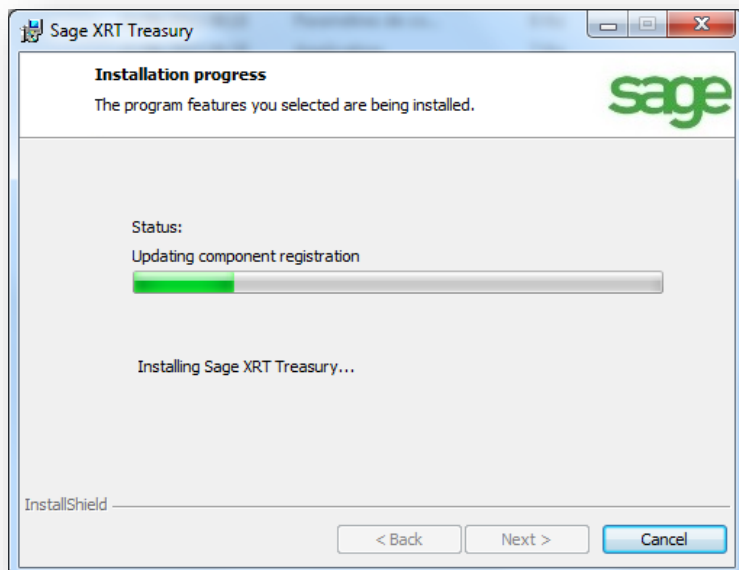 Sage XRT Treasury
Installation progress
The program features you selected are being installed.
sage
Status:
Updating component registration
Installing Sage XRT Treasury...
InstallShield
< Back
Next >
Cancel